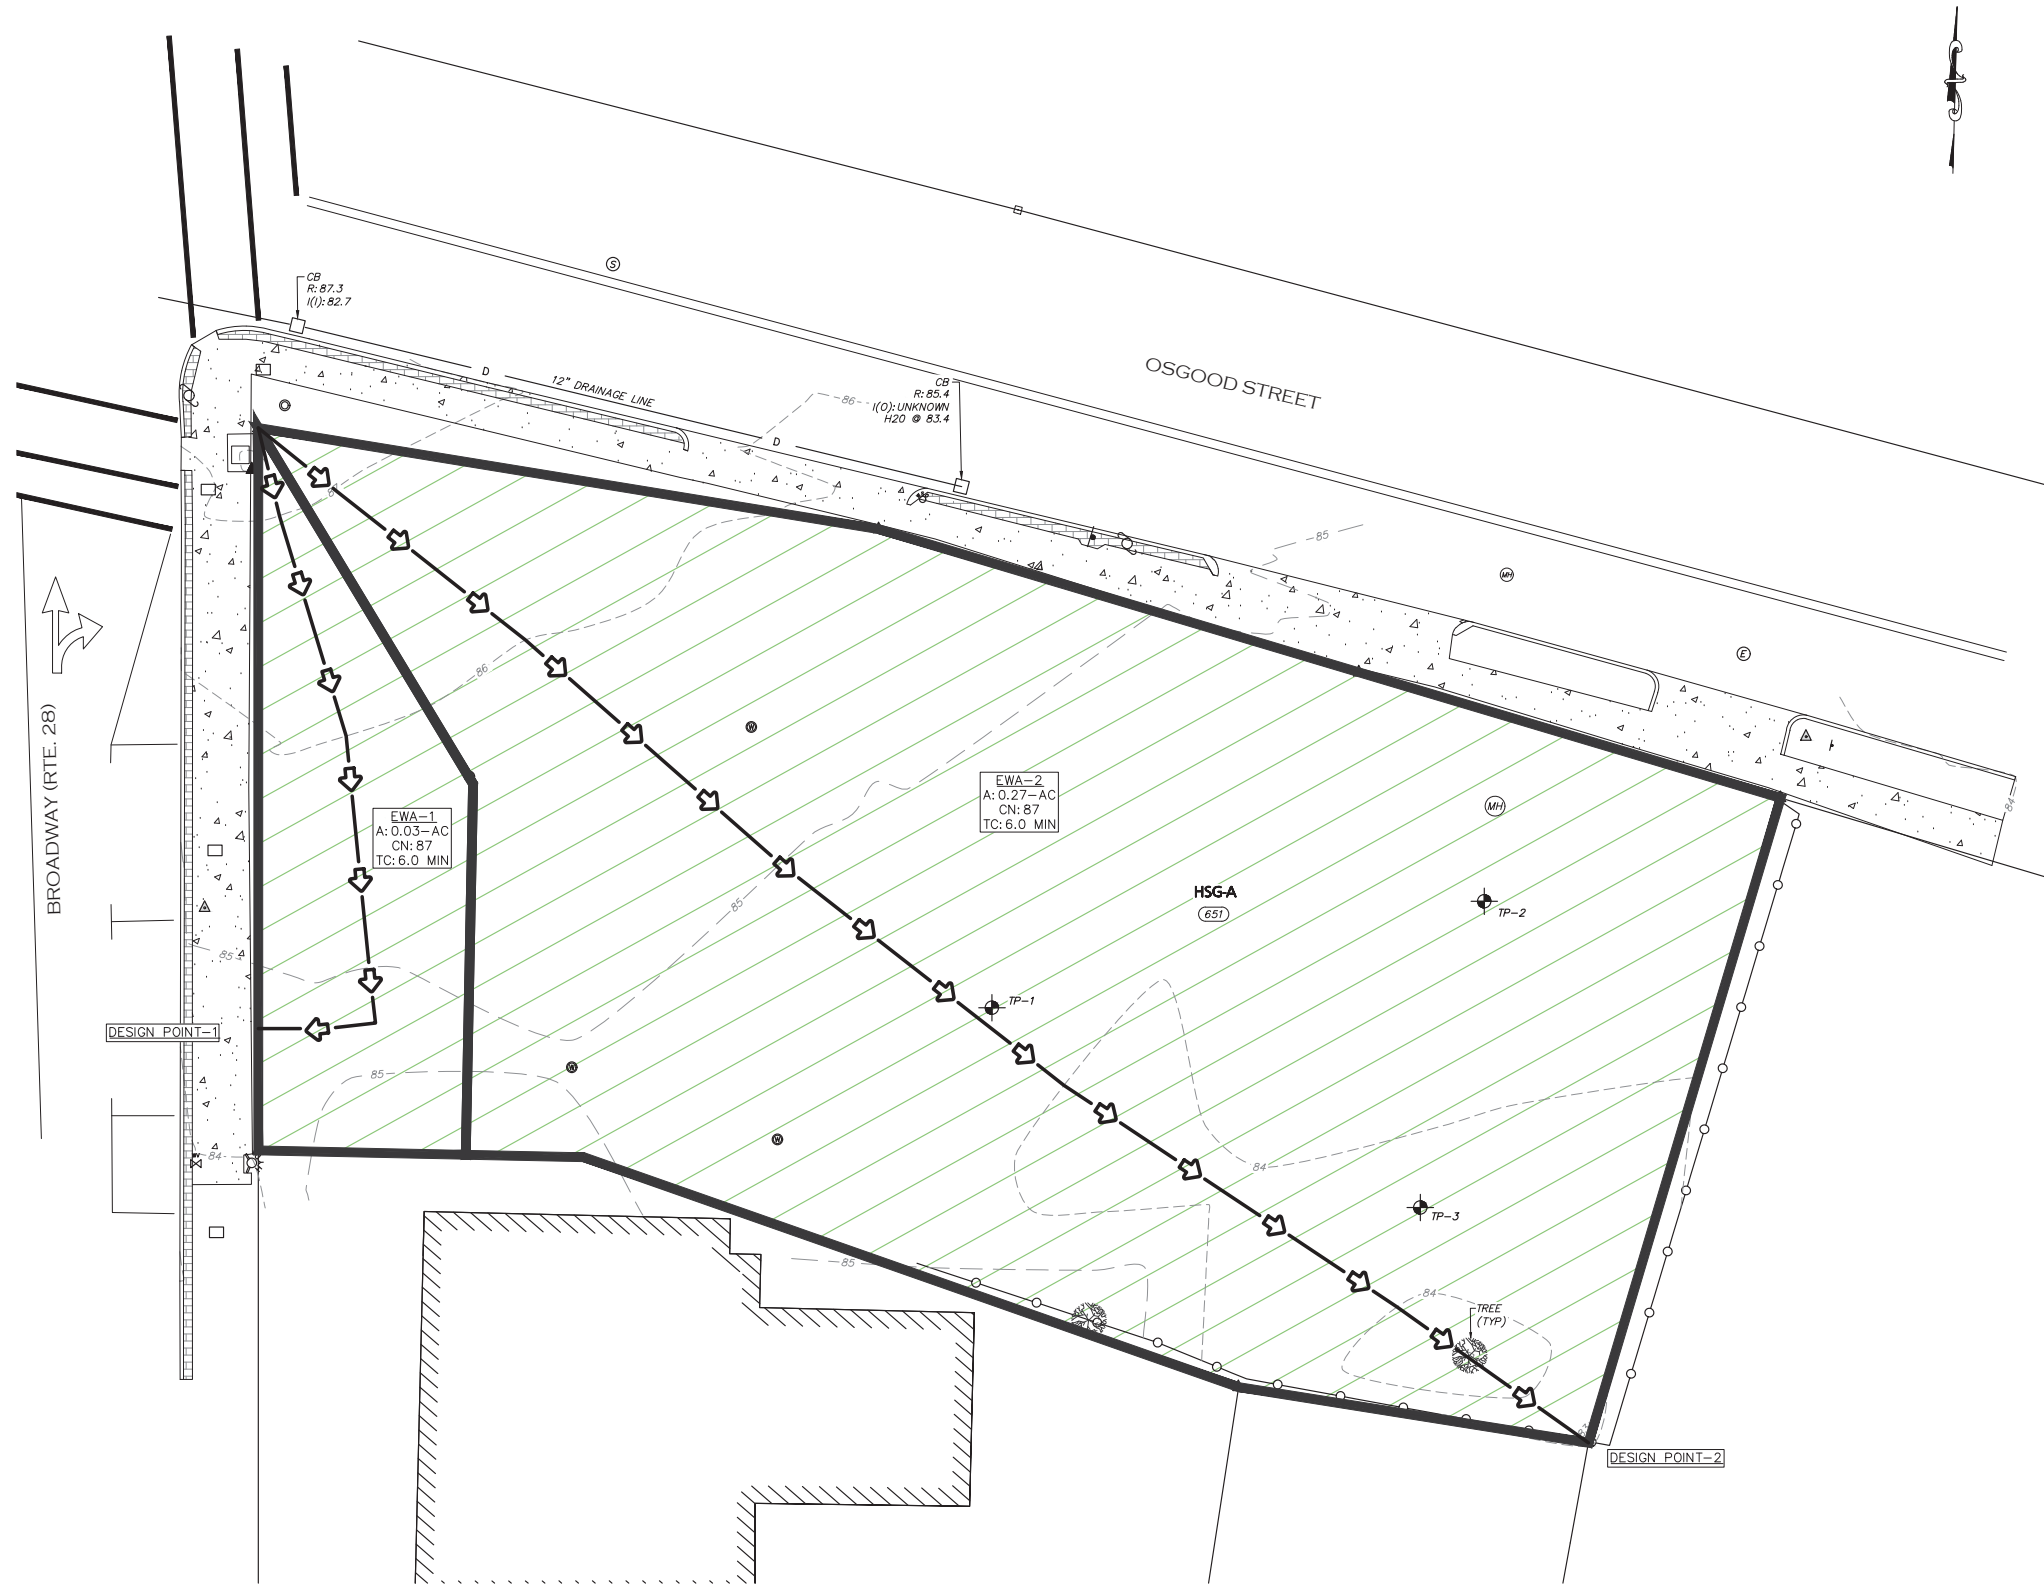 CB
R: 87.3
I(I): 82.7
S
D
12" DRAINAGE LINE
D
CB
R: 85.4
I(O): UNKNOWN
H20 @ 83.4
OSGOOD STREET
86
85
MH
E
84
86
W
BROADWAY (RTE. 28)
EWA-1
A: 0.03-AC
CN: 87
TC: 6.0 MIN
EWA-2
A: 0.27-AC
CN: 87
TC: 6.0 MIN
MH
HSG-A
651
TP-2
85
85
TP-1
DESIGN POINT-1
W
85
W
84
84
TP-3
85
84
TREE
(TYP)
83
DESIGN POINT-2